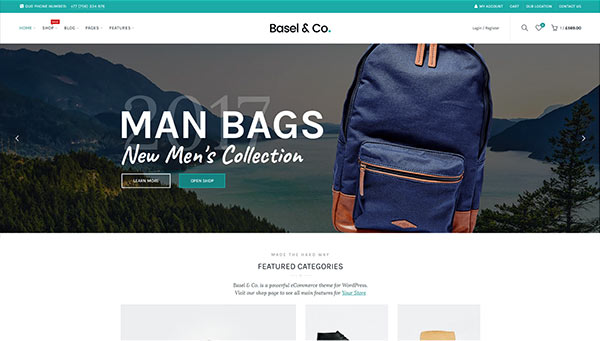 OUR PHONE NUMBER: +77 (756) 334 876
MY ACCOUNT CART OUR LOCATION CONTACT US
HOME SHOP BLOG PAGES FEATURES
Basel & Co.
Login / Register
1 / £169.00
2017
MAN BAGS
New Men's Collection
LEARN MORE OPEN SHOP
MADE THE HARD WAY
FEATURED CATEGORIES
Basel & Co. is a powerful eCommerce theme for WordPress.
Visit our shop page to see all main features for Your Store